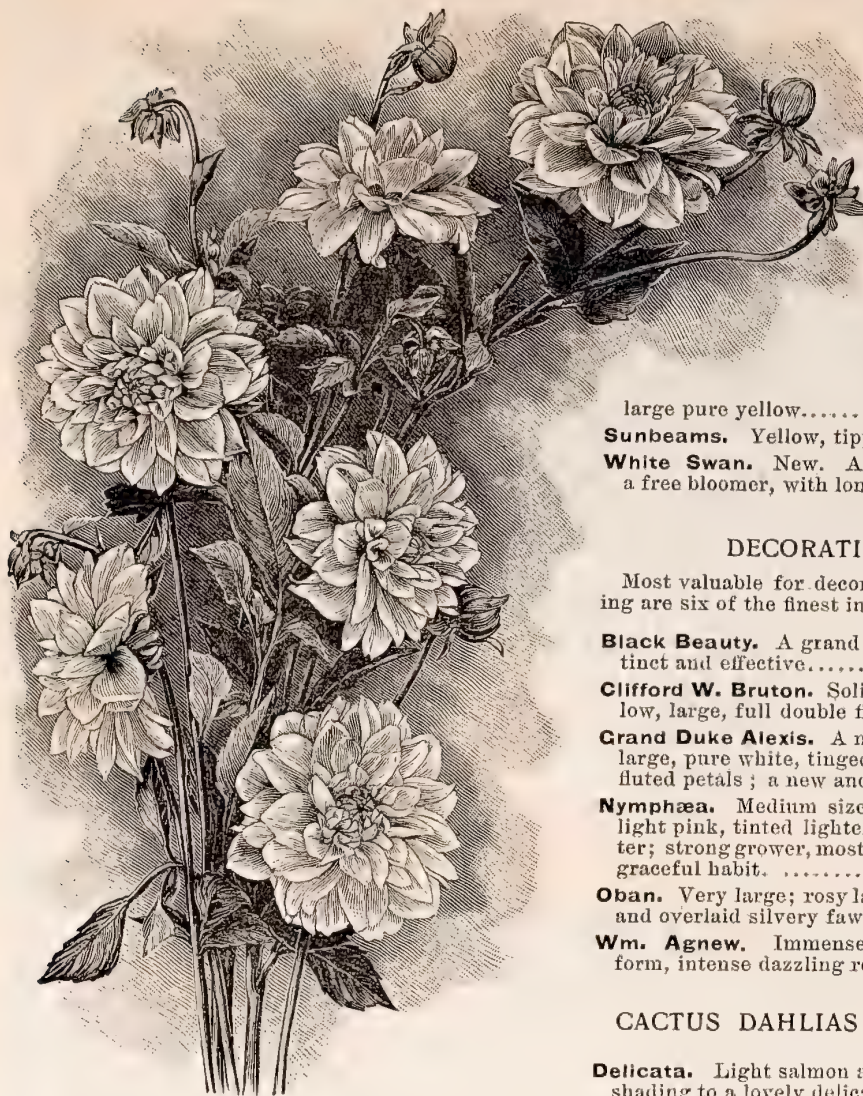 large pure yellow......
Sunbeams. Yellow, tip
White Swan. New. A
a free bloomer, with lon
DECORATI
Most valuable for decor
ing are six of the finest in
Black Beauty. A grand
tinct and effective......
Clifford W. Bruton. Soli
low, large, full double f
Grand Duke Alexis. A
large, pure white, tinged
fluted petals ; a new and
Nymphæa. Medium size
light pink, tinted lighte
ter; strong grower, most
graceful habit. .........
Oban. Very large; rosy la
and overlaid silvery faw
Wm. Agnew. Immense
form, intense dazzling re
CACTUS DAHLIAS
Delicata. Light salmon a
shading to a lovely delic